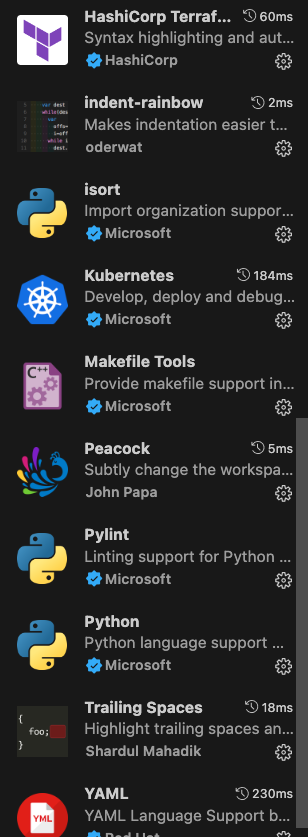 HashiCorp Terraf... 60ms
Syntax highlighting and aut...
HashiCorp
indent-rainbow 2ms
Makes indentation easier t...
oderwat
isort
Import organization suppor...
Microsoft
Kubernetes 184ms
Develop, deploy and debug...
Microsoft
C++
Makefile Tools
Provide makefile support in...
Microsoft
Peacock 5ms
Subtly change the workspa...
John Papa
Pylint
Linting support for Python ...
Microsoft
Python
Python language support ...
Microsoft
{
foo;
}
Trailing Spaces 18ms
Highlight trailing spaces an...
Shardul Mahadik
YML
YAML 230ms
YAML Language Support b...
Red Hat